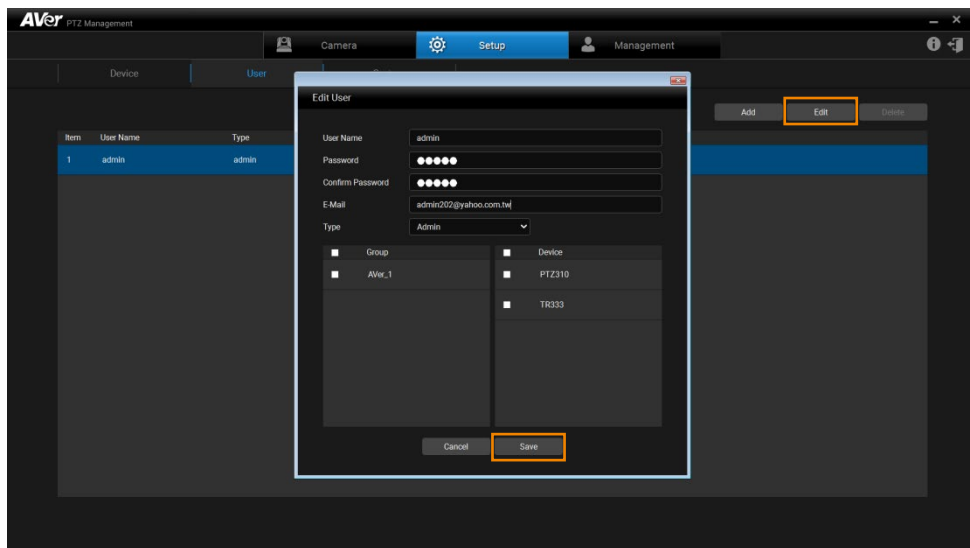 AVer PTZ Management
Camera Setup Management
Device User
Edit User
Add Edit Delete
Item User Name Type
1 admin admin
User Name admin
Password ●●●●●
Confirm Password ●●●●●
E-Mail admin202@yahoo.com.tw
Type Admin
Group Device
AVer_1 PTZ310
TR333
Cancel Save